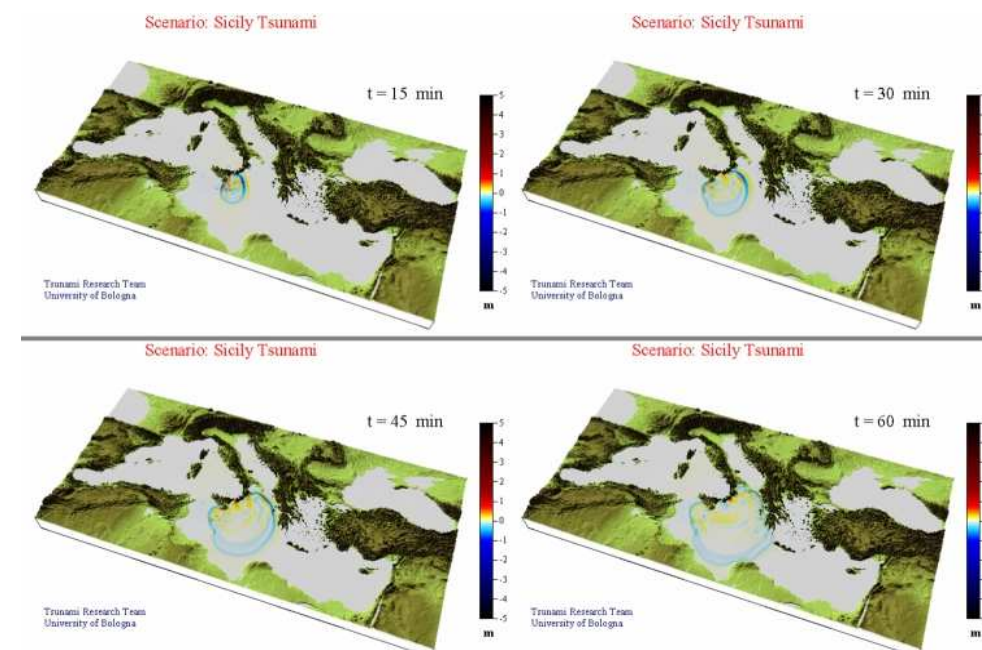 Scenario: Sicily Tsunami
t = 15 min
5
4
3
2
1
0
-1
-2
-3
-4
-5
m
Tsunami Research Team
University of Bologna
Scenario: Sicily Tsunami
t = 30 min
m
Tsunami Research Team
University of Bologna
Scenario: Sicily Tsunami
t = 45 min
5
4
3
2
1
0
-1
-2
-3
-4
-5
m
Tsunami Research Team
University of Bologna
Scenario: Sicily Tsunami
t = 60 min
m
Tsunami Research Team
University of Bologna